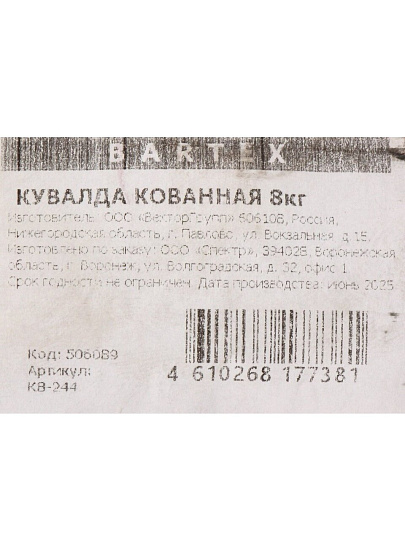 BARTEX
КУВАЛДА КОВАННАЯ 8кг
Изготовитель: ООО «ВекторГрупп» 606108, Россия,
Нижегородская область, г. Павлово, ул. Вокзальная, д.15.
Изготовлено по заказу: ООО «Спектр», 394028, Воронежская
область, г. Воронеж, ул. Волгоградская, д. 32, офис 1.
Срок годности не ограничен. Дата производства: июнь 2025
Код: 506089
Артикул:
КВ-244
4 610268 177381